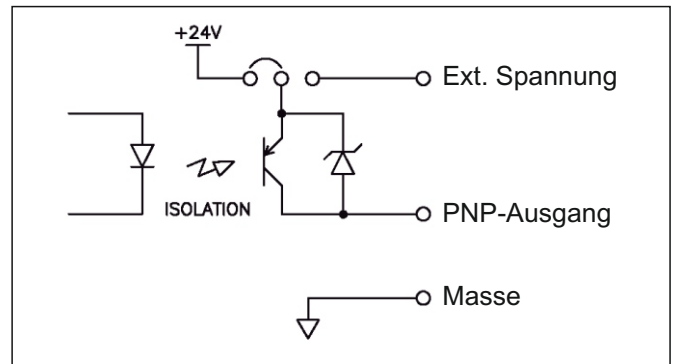 +24V
Ext. Spannung
ISOLATION
PNP-Ausgang
Masse